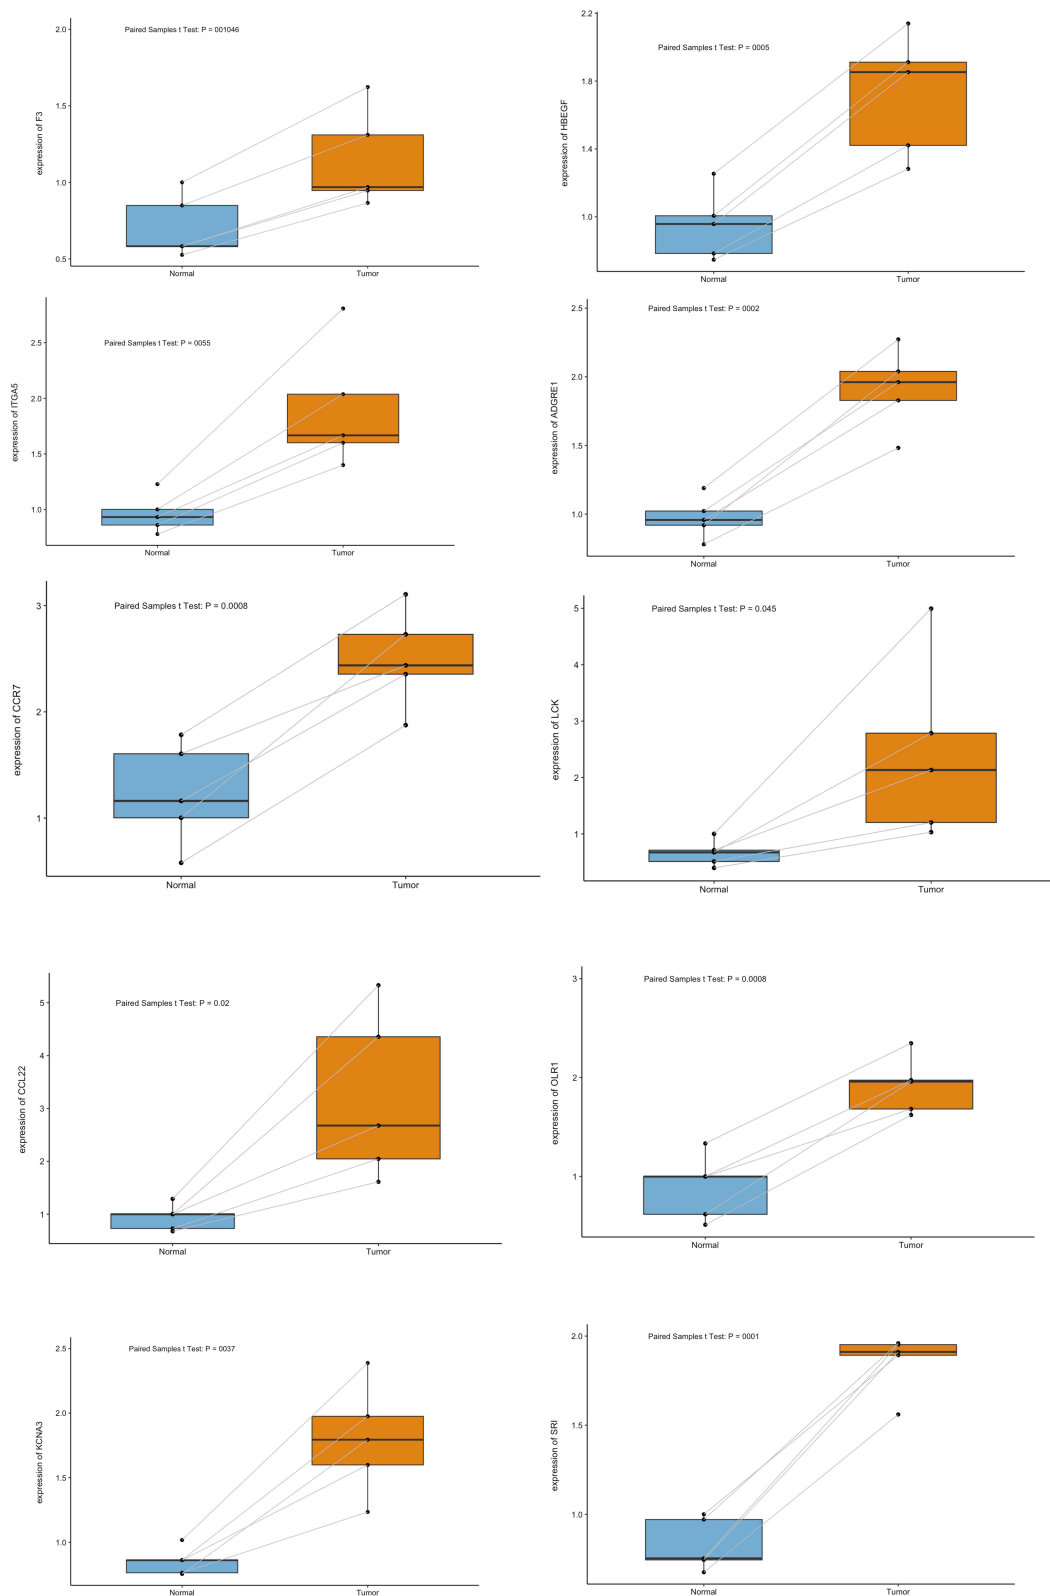 Paired Samples t Test: P = 001046
2.0
1.5
1.0
0.5
expression of F3
Normal
Tumor
Paired Samples t Test: P = 0005
2.2
1.8
1.4
1.0
expression of HBEGF
Normal
Tumor
Paired Samples t Test: P = 0055
2.5
2.0
1.5
1.0
expression of ITGA5
Normal
Tumor
Paired Samples t Test: P = 0002
2.5
2.0
1.5
1.0
expression of ADGRE1
Normal
Tumor
Paired Samples t Test: P = 0.0008
3
2
1
expression of CCR7
Normal
Tumor
Paired Samples t Test: P = 0.045
5
4
3
2
1
expression of LCK
Normal
Tumor
Paired Samples t Test: P = 0.02
5
4
3
2
1
expression of CCL22
Normal
Tumor
Paired Samples t Test: P = 0.0008
3
2
1
expression of OLR1
Normal
Tumor
Paired Samples t Test: P = 0037
2.5
2.0
1.5
1.0
expression of KCNA3
Normal
Tumor
Paired Samples t Test: P = 0001
2.0
1.5
1.0
expression of SRI
Normal
Tumor